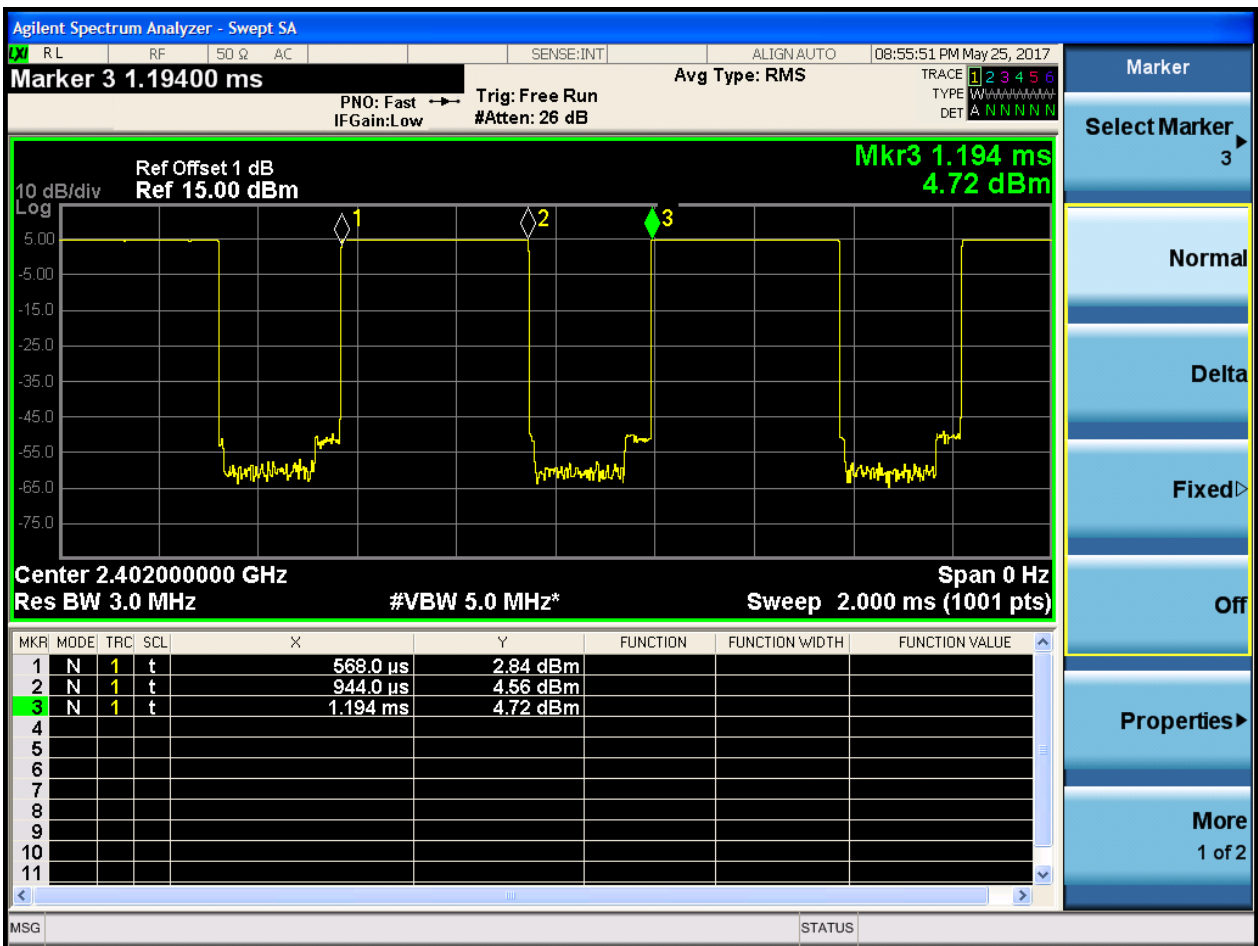 Agilent Spectrum Analyzer - Swept SA
LXI RL RF 50 Ω AC SENSE:INT ALIGN AUTO 08:55:51 PM May 25, 2017
Marker 3 1.19400 ms
PNO: Fast
IFGain:Low
Trig: Free Run
#Atten: 26 dB
Avg Type: RMS
TRACE 1 2 3 4 5 6
TYPE WWWWWW
DET A N N N N N
Ref Offset 1 dB
10 dB/div Ref 15.00 dBm
Log
Mkr3 1.194 ms
4.72 dBm
1 2 3
5.00
-5.00
-15.0
-25.0
-35.0
-45.0
-55.0
-65.0
-75.0
Center 2.402000000 GHz Span 0 Hz
Res BW 3.0 MHz #VBW 5.0 MHz* Sweep 2.000 ms (1001 pts)
MKR MODE TRC SCL X Y FUNCTION FUNCTION WIDTH FUNCTION VALUE
1 N 1 t 568.0 µs 2.84 dBm
2 N 1 t 944.0 µs 4.56 dBm
3 N 1 t 1.194 ms 4.72 dBm
4
5
6
7
8
9
10
11
MSG STATUS
Marker
Select Marker
3
Normal
Delta
Fixed
Off
Properties
More
1 of 2